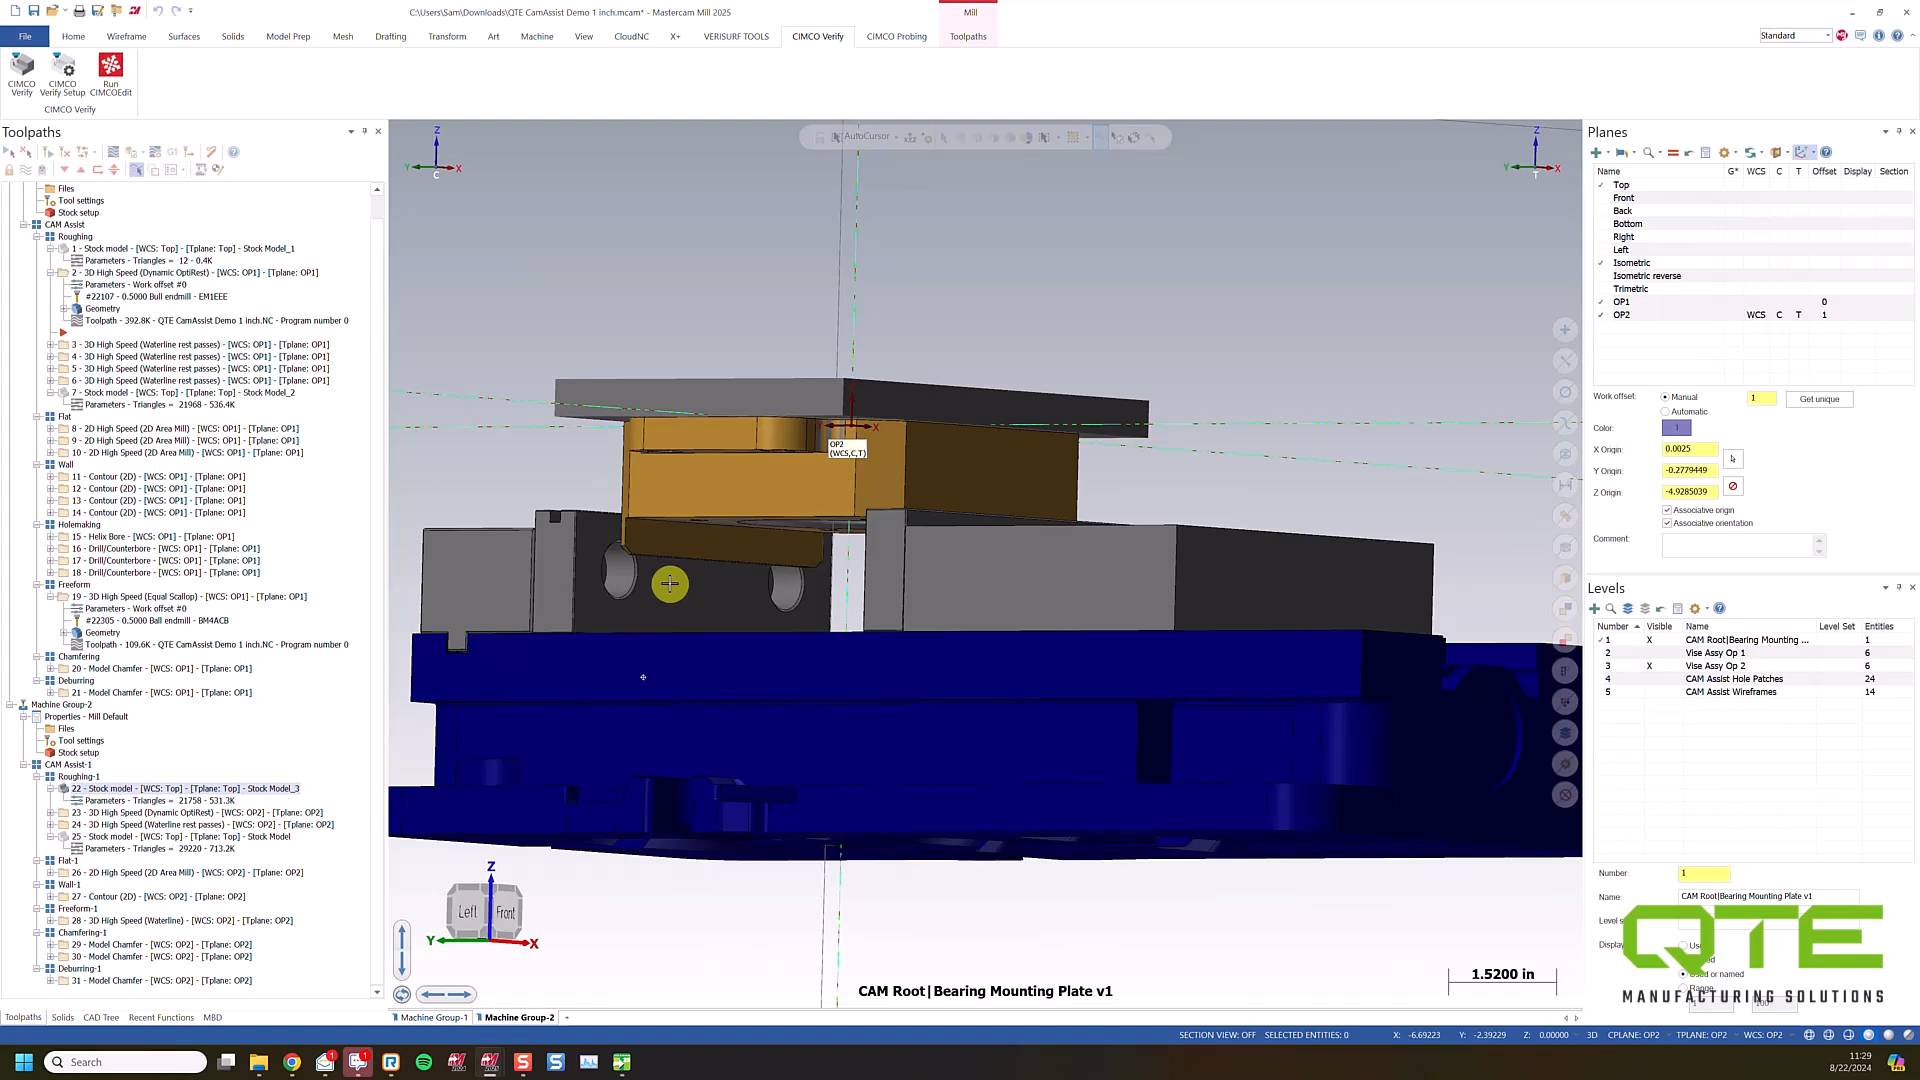 C:\Users\Sam\Downloads\QTE CamAssist Demo 1 inch.mcam* - Mastercam Mill 2025
Mill
File
Home
Wireframe
Surfaces
Solids
Model Prep
Mesh
Drafting
Transform
Art
Machine
View
CloudNC
X+
VERISURF TOOLS
CIMCO Verify
CIMCO Probing
Toolpaths
Standard
CIMCO Verify
CIMCO Verify Setup
Run CIMCOEdit
CIMCO Verify
Toolpaths
G1
Files
Tool settings
Stock setup
CAM Assist
Roughing
1 - Stock model - [WCS: Top] - [Tplane: Top] - Stock Model_1
Parameters - Triangles = 12 - 0.4K
2 - 3D High Speed (Dynamic OptiRest) - [WCS: OP1] - [Tplane: OP1]
Parameters - Work offset #0
#22107 - 0.5000 Bull endmill - EM1EEE
Geometry
Toolpath - 392.8K - QTE CamAssist Demo 1 inch.NC - Program number 0
3 - 3D High Speed (Waterline rest passes) - [WCS: OP1] - [Tplane: OP1]
4 - 3D High Speed (Waterline rest passes) - [WCS: OP1] - [Tplane: OP1]
5 - 3D High Speed (Waterline rest passes) - [WCS: OP1] - [Tplane: OP1]
6 - 3D High Speed (Waterline rest passes) - [WCS: OP1] - [Tplane: OP1]
7 - Stock model - [WCS: Top] - [Tplane: Top] - Stock Model_2
Parameters - Triangles = 21968 - 536.4K
Flat
8 - 2D High Speed (2D Area Mill) - [WCS: OP1] - [Tplane: OP1]
9 - 2D High Speed (2D Area Mill) - [WCS: OP1] - [Tplane: OP1]
10 - 2D High Speed (2D Area Mill) - [WCS: OP1] - [Tplane: OP1]
Wall
11 - Contour (2D) - [WCS: OP1] - [Tplane: OP1]
12 - Contour (2D) - [WCS: OP1] - [Tplane: OP1]
13 - Contour (2D) - [WCS: OP1] - [Tplane: OP1]
14 - Contour (2D) - [WCS: OP1] - [Tplane: OP1]
Holemaking
15 - Helix Bore - [WCS: OP1] - [Tplane: OP1]
16 - Drill/Counterbore - [WCS: OP1] - [Tplane: OP1]
17 - Drill/Counterbore - [WCS: OP1] - [Tplane: OP1]
18 - Drill/Counterbore - [WCS: OP1] - [Tplane: OP1]
Freeform
19 - 3D High Speed (Equal Scallop) - [WCS: OP1] - [Tplane: OP1]
Parameters - Work offset #0
#22305 - 0.5000 Ball endmill - BM4ACB
Geometry
Toolpath - 109.6K - QTE CamAssist Demo 1 inch.NC - Program number 0
Chamfering
20 - Model Chamfer - [WCS: OP1] - [Tplane: OP1]
Deburring
21 - Model Chamfer - [WCS: OP1] - [Tplane: OP1]
Machine Group-2
Properties - Mill Default
Files
Tool settings
Stock setup
CAM Assist-1
Roughing-1
22 - Stock model - [WCS: Top] - [Tplane: Top] - Stock Model_3
Parameters - Triangles = 21758 - 531.3K
23 - 3D High Speed (Dynamic OptiRest) - [WCS: OP2] - [Tplane: OP2]
24 - 3D High Speed (Waterline rest passes) - [WCS: OP2] - [Tplane: OP2]
25 - Stock model - [WCS: Top] - [Tplane: Top] - Stock Model
Parameters - Triangles = 29220 - 713.2K
Flat-1
26 - 2D High Speed (2D Area Mill) - [WCS: OP2] - [Tplane: OP2]
Wall-1
27 - Contour (2D) - [WCS: OP2] - [Tplane: OP2]
Freeform-1
28 - 3D High Speed (Waterline) - [WCS: OP2] - [Tplane: OP2]
Chamfering-1
29 - Model Chamfer - [WCS: OP2] - [Tplane: OP2]
30 - Model Chamfer - [WCS: OP2] - [Tplane: OP2]
Deburring-1
31 - Model Chamfer - [WCS: OP2] - [Tplane: OP2]
Toolpaths
Solids
CAD Tree
Recent Functions
MBD
AutoCursor
Z
Y
X
C
Z
Y
X
T
X
OP2
(WCS,C,T)
Z
Left
Front
Y
X
CAM Root|Bearing Mounting Plate v1
1.5200 in
Machine Group-1
Machine Group-2
+
Planes
Name G* WCS C T Offset Display Section
Top
Front
Back
Bottom
Right
Left
Isometric
Isometric reverse
Trimetric
OP1 0
OP2 WCS C T 1
Work offset:
Manual
1
Get unique
Automatic
Color:
1
X Origin:
0.0025
Y Origin:
-0.2779449
Z Origin:
-4.9285039
Associative origin
Associative orientation
Comment:
Levels
Number Visible Name Level Set Entities
1 X CAM Root|Bearing Mounting ... 1
2 Vise Assy Op 1 6
3 X Vise Assy Op 2 6
4 CAM Assist Hole Patches 24
5 CAM Assist Wireframes 14
Number:
1
Name:
CAM Root|Bearing Mounting Plate v1
QTE
MANUFACTURING SOLUTIONS
SECTION VIEW: OFF
SELECTED ENTITIES: 0
X: -6.69223
Y: -2.39229
Z: 0.00000
3D
CPLANE: OP2
TPLANE: OP2
WCS: OP2
Search
11:29
8/22/2024